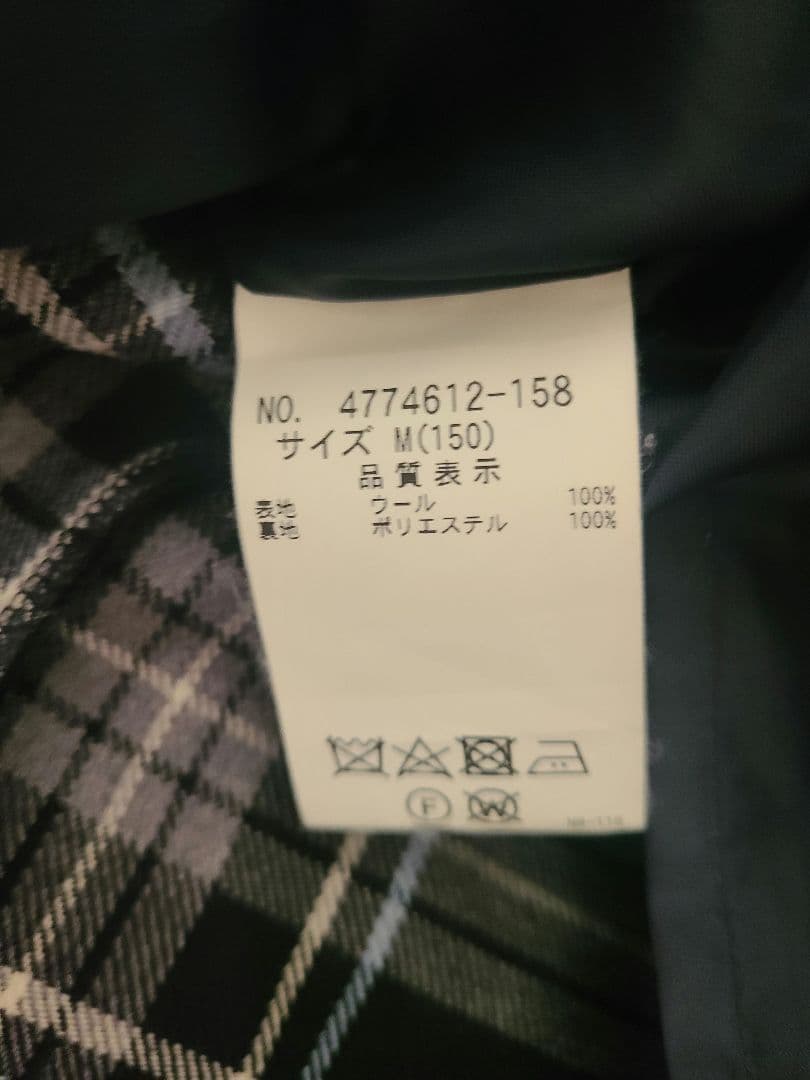 NO. 4774612-158
サイズ M(150)
品質表示
表地 ウール 100%
裏地 ポリエステル 100%
F W